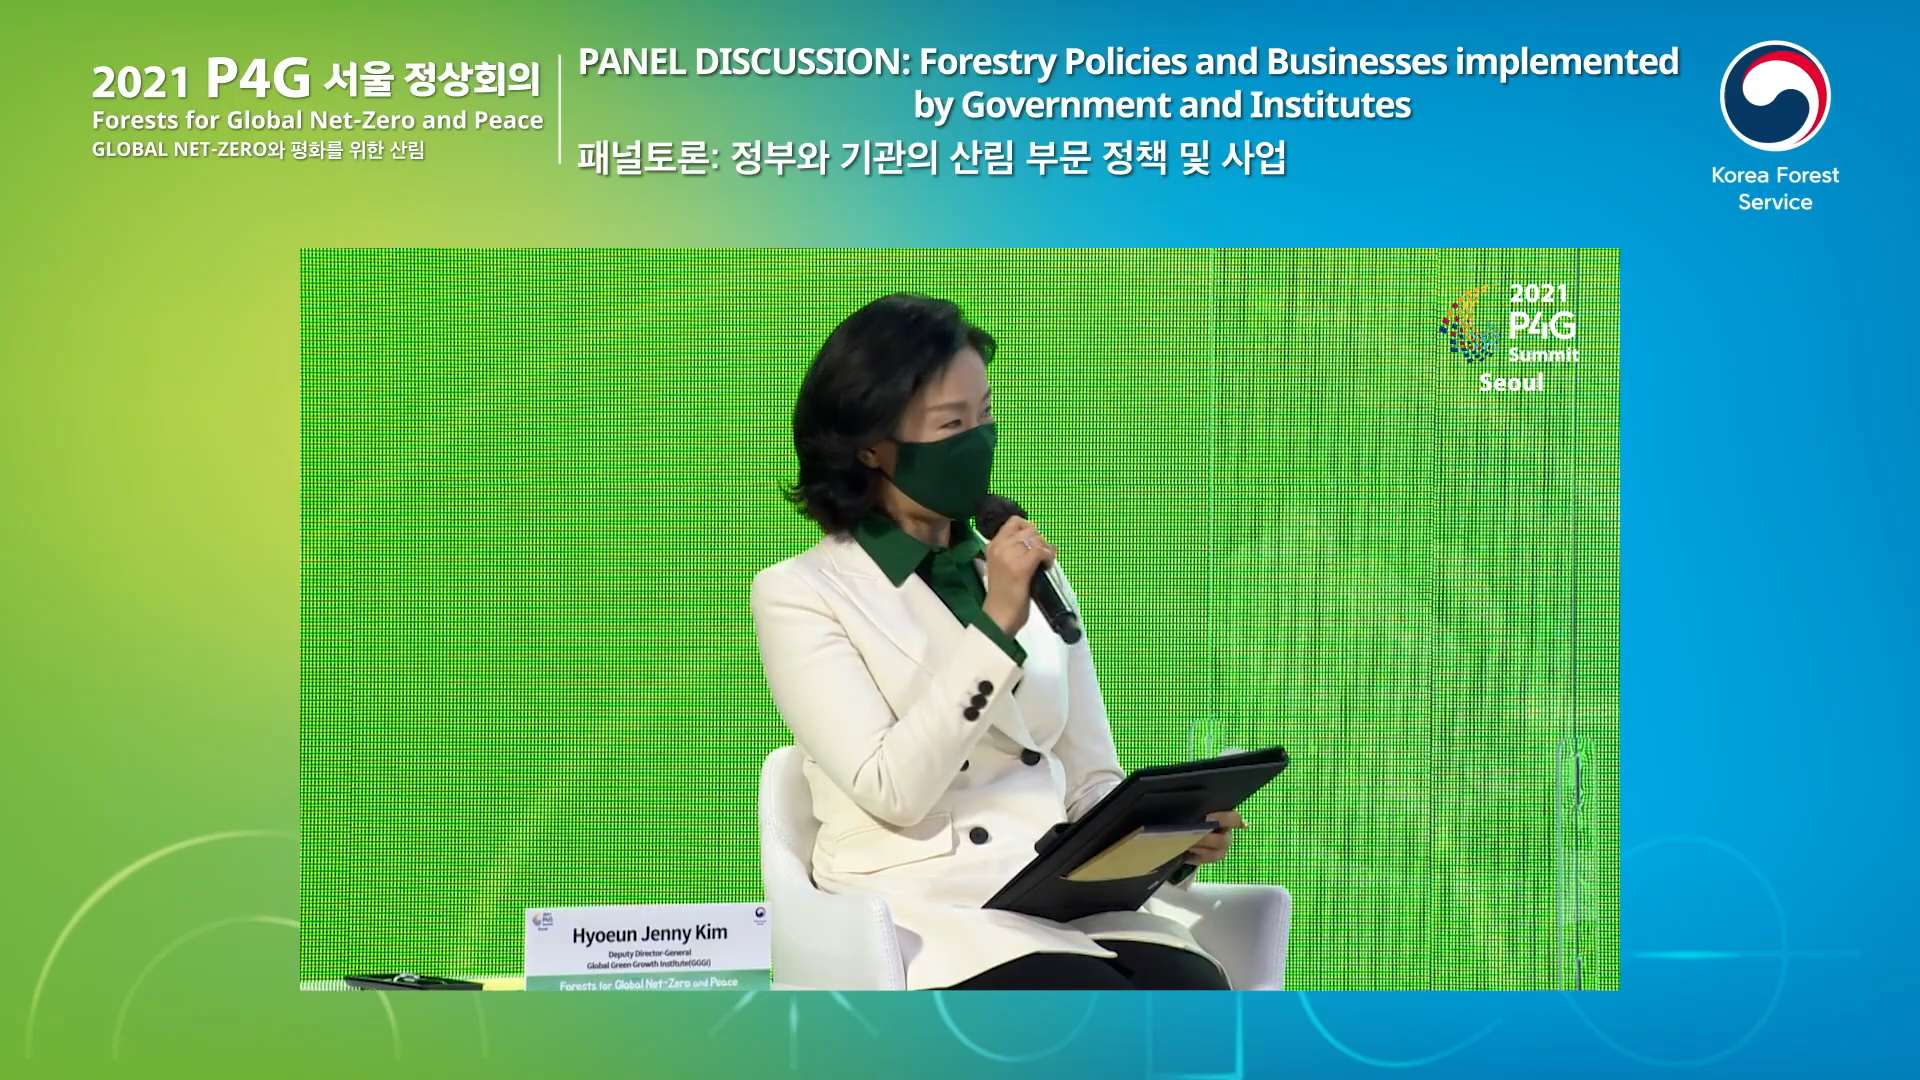 2021 P4G 서울 정상회의
Forests for Global Net-Zero and Peace
GLOBAL NET-ZERO와 평화를 위한 산림
PANEL DISCUSSION: Forestry Policies and Businesses implemented
by Government and Institutes
패널토론: 정부와 기관의 산림 부문 정책 및 사업
Korea Forest
Service
2021
P4G
Summit
Seoul
Hyoeun Jenny Kim
Deputy Director-General
Global Green Growth Institute(GGGI)
Forests for Global Net-Zero and Peace